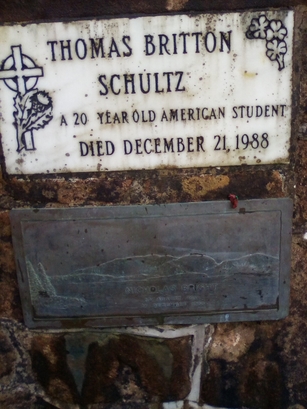 THOMAS BRITTON
SCHULTZ
A 20 YEAR OLD AMERICAN STUDENT
DIED DECEMBER 21, 1988